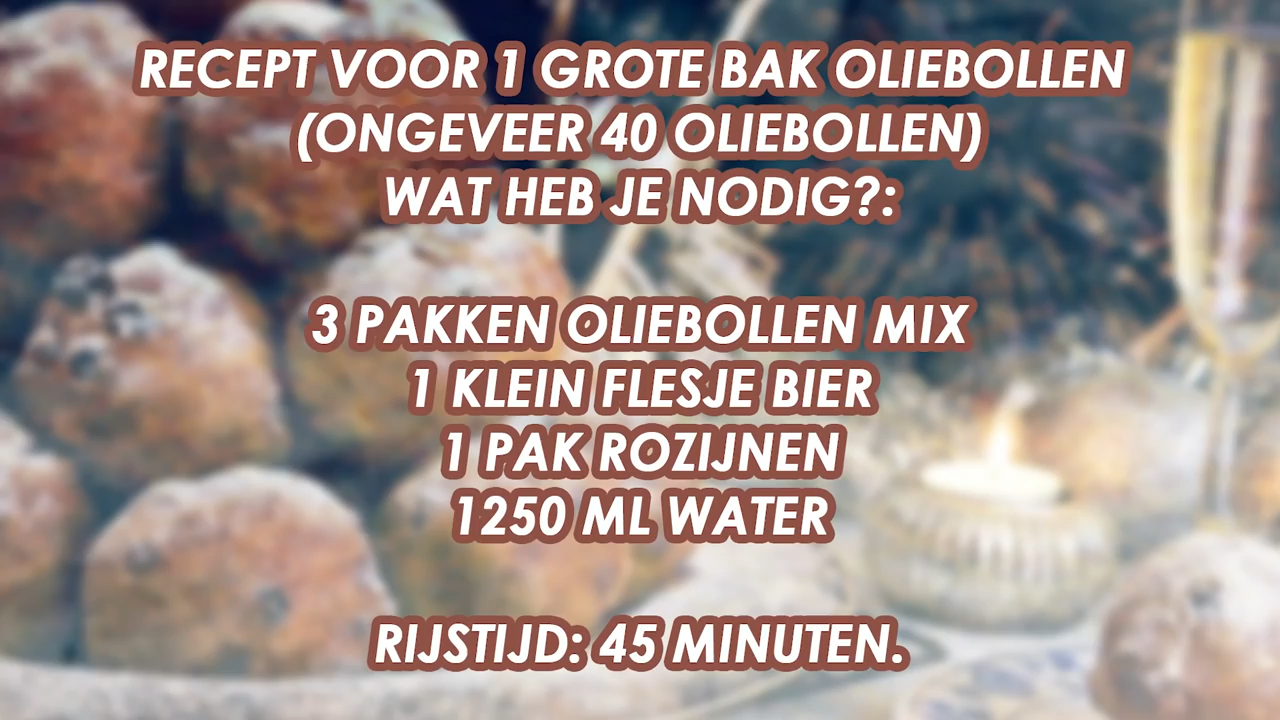 RECEPT VOOR 1 GROTE BAK OLIEBOLLEN
(ONGEVEER 40 OLIEBOLLEN)
WAT HEB JE NODIG?:
3 PAKKEN OLIEBOLLEN MIX
1 KLEIN FLESJE BIER
1 PAK ROZIJNEN
1250 ML WATER
RIJSTIJD: 45 MINUTEN.